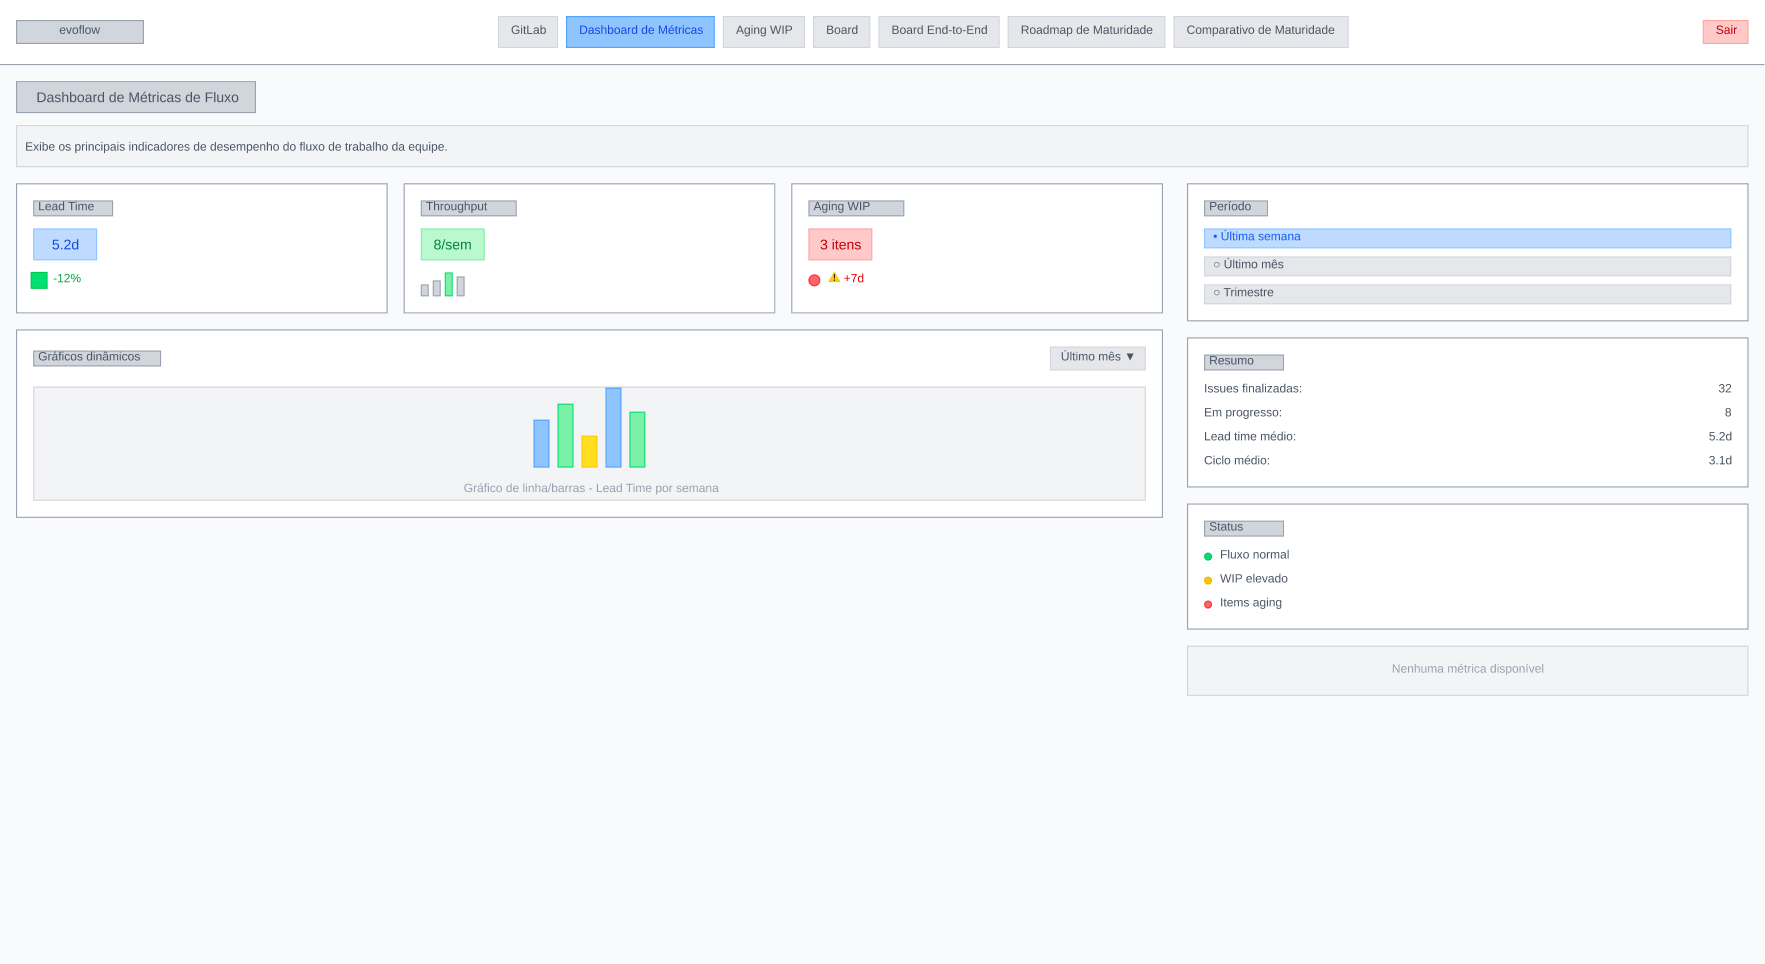 evoflow
GitLab
Dashboard de Métricas
Aging WIP
Board
Board End-to-End
Roadmap de Maturidade
Comparativo de Maturidade
Sair
Dashboard de Métricas de Fluxo
Exibe os principais indicadores de desempenho do fluxo de trabalho da equipe.
Lead Time
5.2d
-12%
Throughput
8/sem
Aging WIP
3 itens
⚠ +7d
Gráficos dinâmicos
Último mês ▼
Gráfico de linha/barras - Lead Time por semana
Período
• Última semana
○ Último mês
○ Trimestre
Resumo
Issues finalizadas: 32
Em progresso: 8
Lead time médio: 5.2d
Ciclo médio: 3.1d
Status
Fluxo normal
WIP elevado
Items aging
Nenhuma métrica disponível